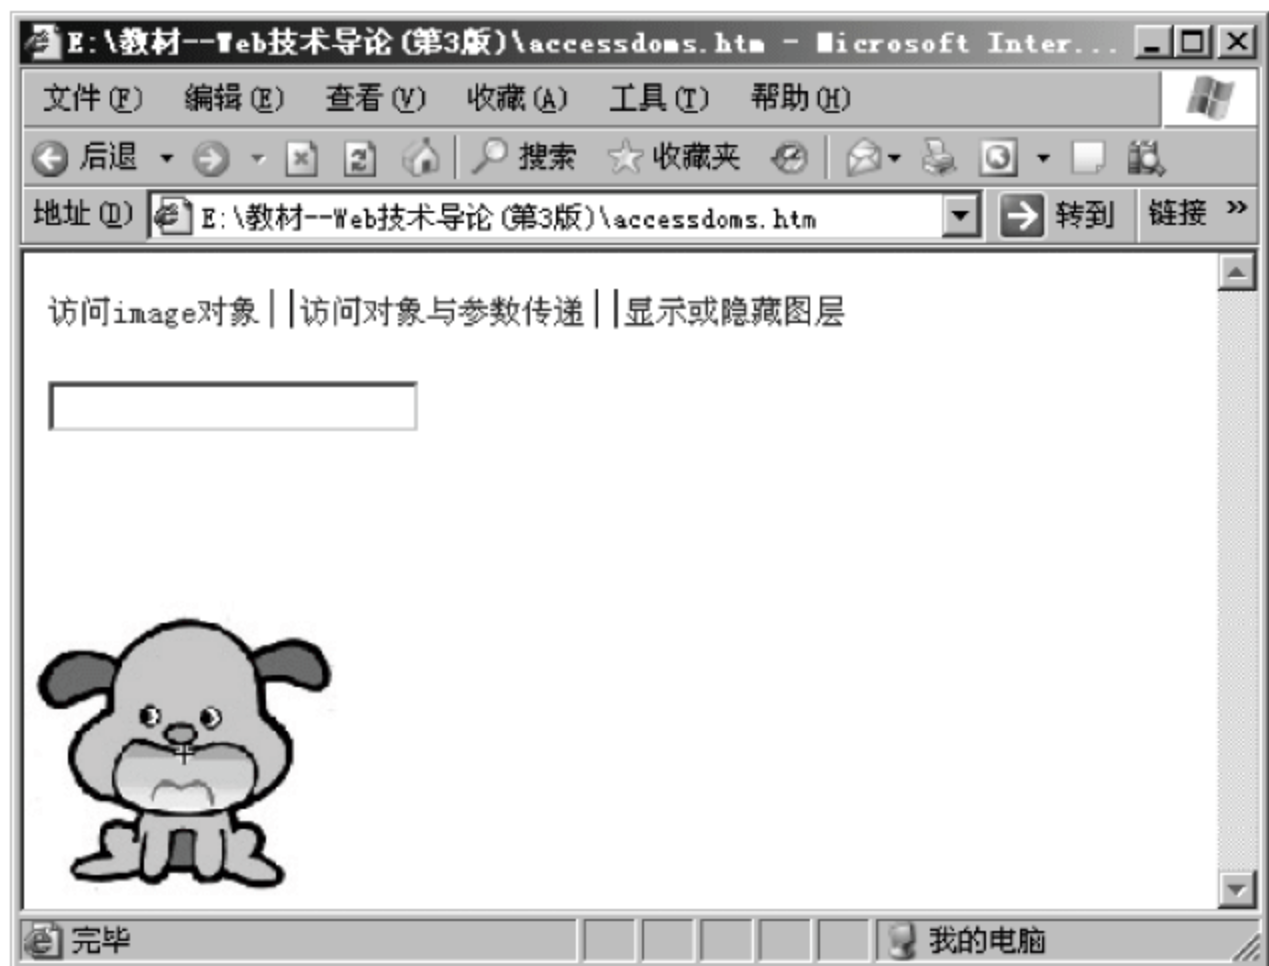 E:\教材--Web技术导论(第3版)\accessdoms.htm - Microsoft Inter...
文件(F) 编辑(E) 查看(V) 收藏(A) 工具(T) 帮助(H)
后退 搜索 收藏夹
地址(D) E:\教材--Web技术导论(第3版)\accessdoms.htm 转到 链接 »
访问image对象||访问对象与参数传递||显示或隐藏图层
完毕 我的电脑